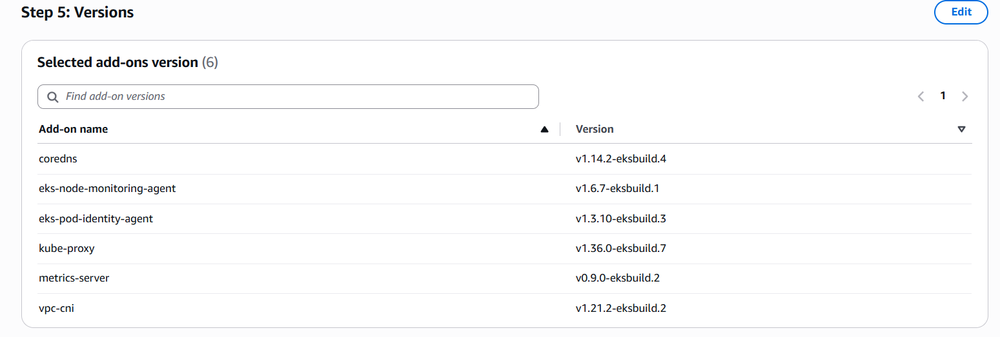 Step 5: Versions
Edit
Selected add-ons version (6)
Find add-on versions
1
Add-on name Version
coredns v1.14.2-eksbuild.4
eks-node-monitoring-agent v1.6.7-eksbuild.1
eks-pod-identity-agent v1.3.10-eksbuild.3
kube-proxy v1.36.0-eksbuild.7
metrics-server v0.9.0-eksbuild.2
vpc-cni v1.21.2-eksbuild.2